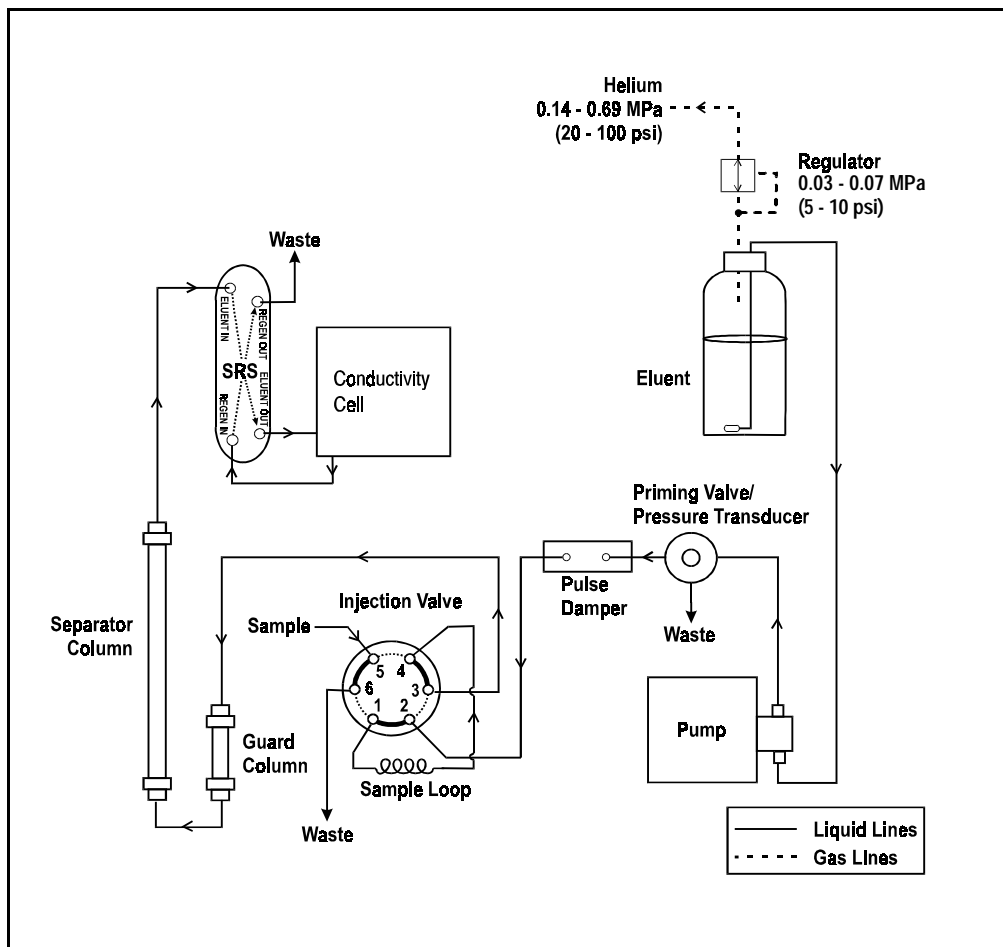 Helium
0.14 - 0.69 MPa
(20 - 100 psi)
Regulator
0.03 - 0.07 MPa
(5 - 10 psi)
Waste
ELUENT IN
REGEN OUT
SRS
REGEN IN
ELUENT OUT
Conductivity
Cell
Eluent
Priming Valve/
Pressure Transducer
Pulse
Damper
Waste
Injection Valve
Sample
5
4
6
3
1
2
Separator
Column
Guard
Column
Sample Loop
Waste
Pump
Liquid Lines
Gas Lines